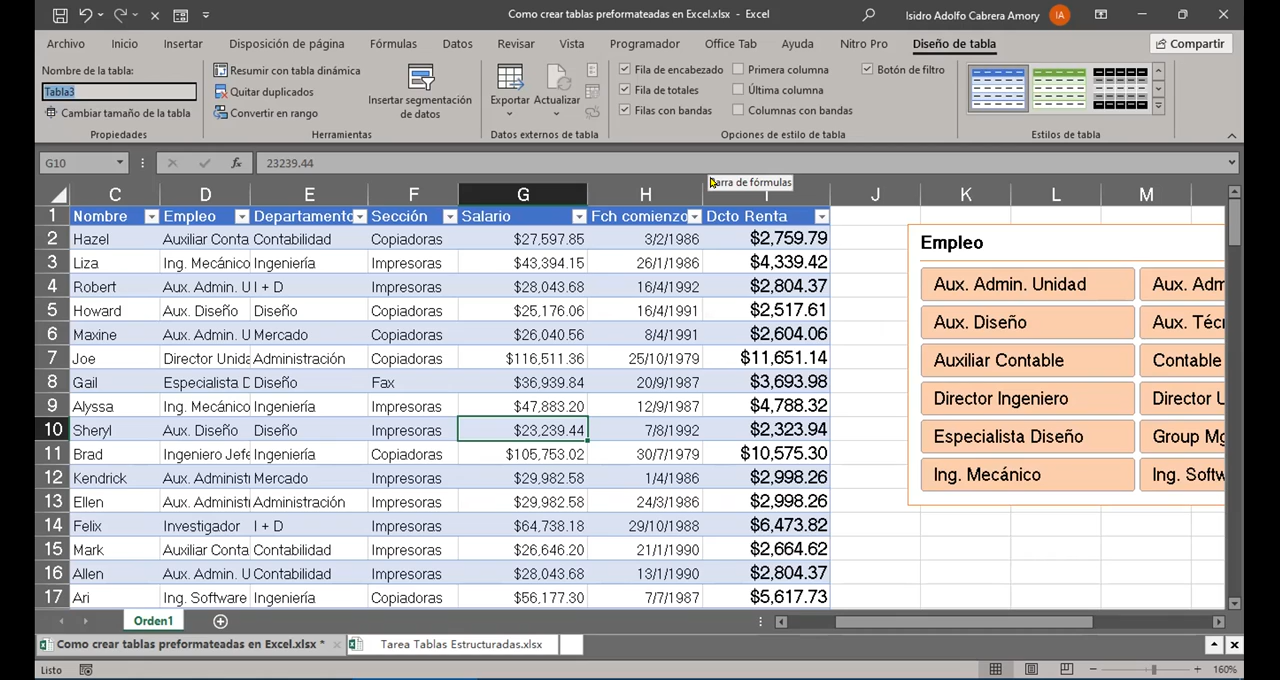 Como crear tablas preformateadas en Excel.xlsx - Excel
Isidro Adolfo Cabrera Amory IA
Archivo Inicio Insertar Disposición de página Fórmulas Datos Revisar Vista Programador Office Tab Ayuda Nitro Pro Diseño de tabla Compartir
Nombre de la tabla:
Tabla3
Cambiar tamaño de la tabla
Propiedades
Resumir con tabla dinámica
Quitar duplicados
Convertir en rango
Insertar segmentación
de datos
Herramientas
Exportar Actualizar
Datos externos de tabla
Fila de encabezado Primera columna Botón de filtro
Fila de totales Última columna
Filas con bandas Columnas con bandas
Opciones de estilo de tabla
Estilos de tabla
G10 fx 23239.44
arra de fórmulas
C D E F G H I J K L M
1 Nombre Empleo Departamento Sección Salario Fch comienzo Dcto Renta
2 Hazel Auxiliar Conta Contabilidad Copiadoras $27,597.85 3/2/1986 $2,759.79
3 Liza Ing. Mecánico Ingeniería Impresoras $43,394.15 26/1/1986 $4,339.42
4 Robert Aux. Admin. U I + D Impresoras $28,043.68 16/4/1992 $2,804.37
5 Howard Aux. Diseño Diseño Copiadoras $25,176.06 16/4/1991 $2,517.61
6 Maxine Aux. Admin. U Mercado Copiadoras $26,040.56 8/4/1991 $2,604.06
7 Joe Director Unida Administración Copiadoras $116,511.36 25/10/1979 $11,651.14
8 Gail Especialista D Diseño Fax $36,939.84 20/9/1987 $3,693.98
9 Alyssa Ing. Mecánico Ingeniería Impresoras $47,883.20 12/9/1987 $4,788.32
10 Sheryl Aux. Diseño Diseño Impresoras $23,239.44 7/8/1992 $2,323.94
11 Brad Ingeniero Jefe Ingeniería Copiadoras $105,753.02 30/7/1979 $10,575.30
12 Kendrick Aux. Administ Mercado Impresoras $29,982.58 1/4/1986 $2,998.26
13 Ellen Aux. Administ Administración Impresoras $29,982.58 24/3/1986 $2,998.26
14 Felix Investigador I + D Impresoras $64,738.18 29/10/1988 $6,473.82
15 Mark Auxiliar Conta Contabilidad Impresoras $26,646.20 21/1/1990 $2,664.62
16 Allen Aux. Admin. U Contabilidad Impresoras $28,043.68 13/1/1990 $2,804.37
17 Ari Ing. Software Ingeniería Copiadoras $56,177.30 7/7/1987 $5,617.73
Empleo
Aux. Admin. Unidad Aux. Adm
Aux. Diseño Aux. Técr
Auxiliar Contable Contable
Director Ingeniero Director U
Especialista Diseño Group Mg
Ing. Mecánico Ing. Softw
Orden1
Como crear tablas preformateadas en Excel.xlsx * Tarea Tablas Estructuradas.xlsx
Listo 160%